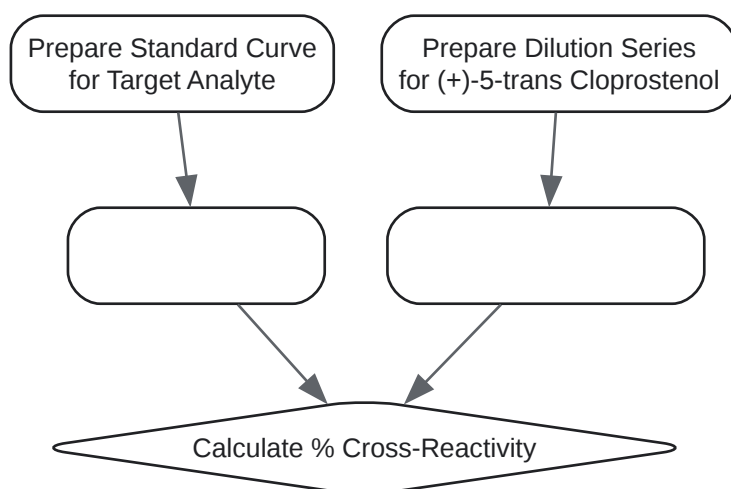 Prepare Standard Curve
for Target Analyte
Prepare Dilution Series
for (+)-5-trans Cloprostenol
Calculate % Cross-Reactivity